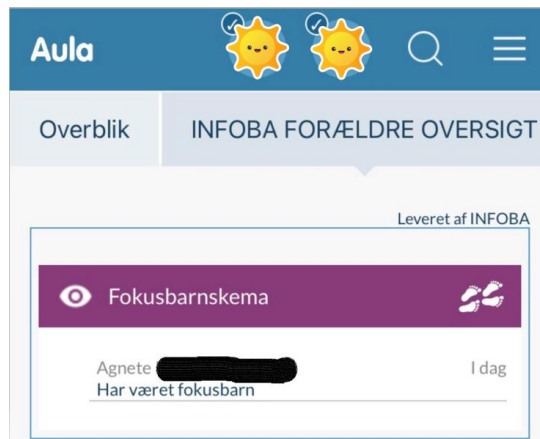 Aula
Overblik
INFOBA FORÆLDRE OVERSIGT
Leveret af INFOBA
Fokusbarnskema
Agnete
I dag
Har været fokusbarn